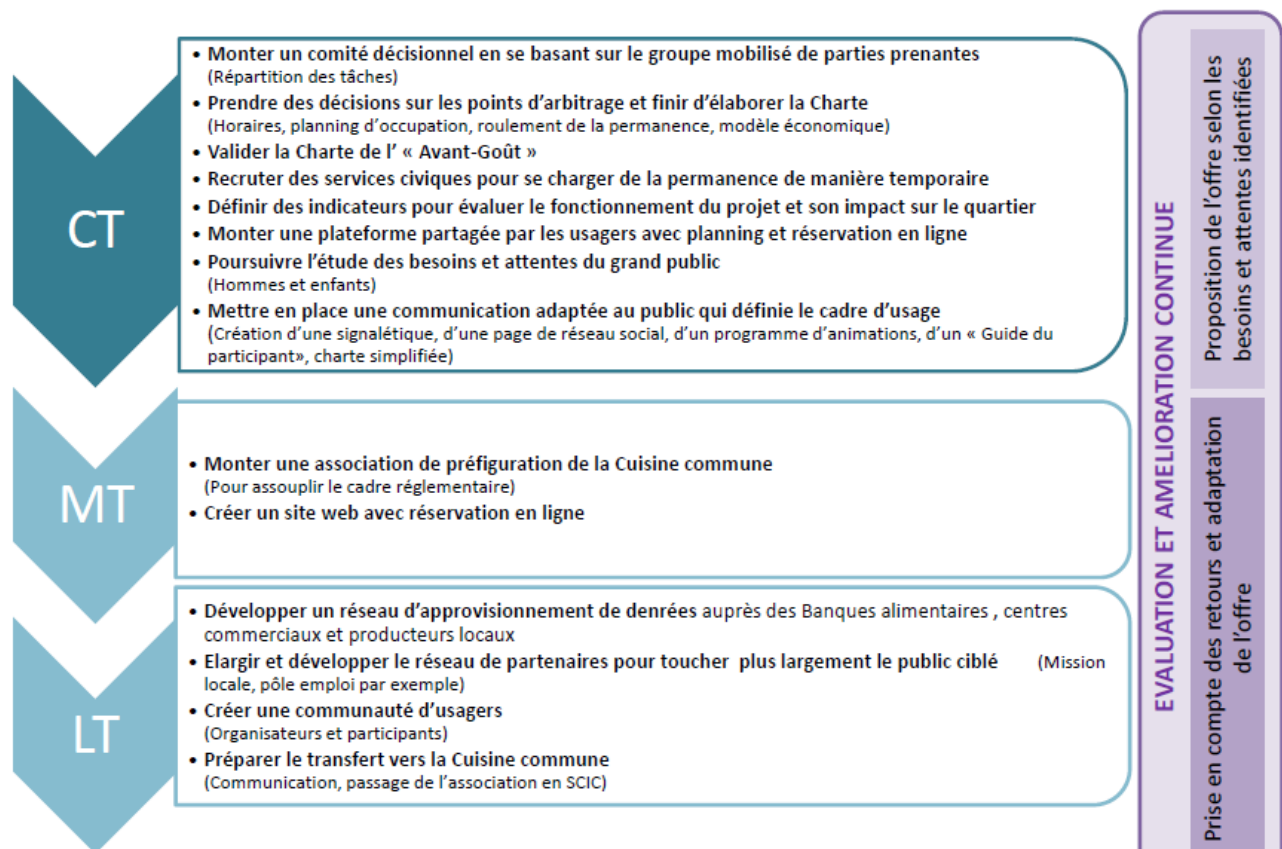 CT
• Monter un comité décisionnel en se basant sur le groupe mobilisé de parties prenantes
(Répartition des tâches)
• Prendre des décisions sur les points d'arbitrage et finir d'élaborer la Charte
(Horaires, planning d'occupation, roulement de la permanence, modèle économique)
• Valider la Charte de l' « Avant-Goût »
• Recruter des services civiques pour se charger de la permanence de manière temporaire
• Définir des indicateurs pour évaluer le fonctionnement du projet et son impact sur le quartier
• Monter une plateforme partagée par les usagers avec planning et réservation en ligne
• Poursuivre l'étude des besoins et attentes du grand public
(Hommes et enfants)
• Mettre en place une communication adaptée au public qui définie le cadre d'usage
(Création d'une signalétique, d'une page de réseau social, d'un programme d'animations, d'un « Guide du
participant», charte simplifiée)
MT
• Monter une association de préfiguration de la Cuisine commune
(Pour assouplir le cadre réglementaire)
• Créer un site web avec réservation en ligne
LT
• Développer un réseau d'approvisionnement de denrées auprès des Banques alimentaires , centres
commerciaux et producteurs locaux
• Elargir et développer le réseau de partenaires pour toucher plus largement le public ciblé (Mission
locale, pôle emploi par exemple)
• Créer une communauté d'usagers
(Organisateurs et participants)
• Préparer le transfert vers la Cuisine commune
(Communication, passage de l'association en SCIC)
EVALUATION ET AMELIORATION CONTINUE
Proposition de l'offre selon les
besoins et attentes identifiées
Prise en compte des retours et adaptation
de l'offre